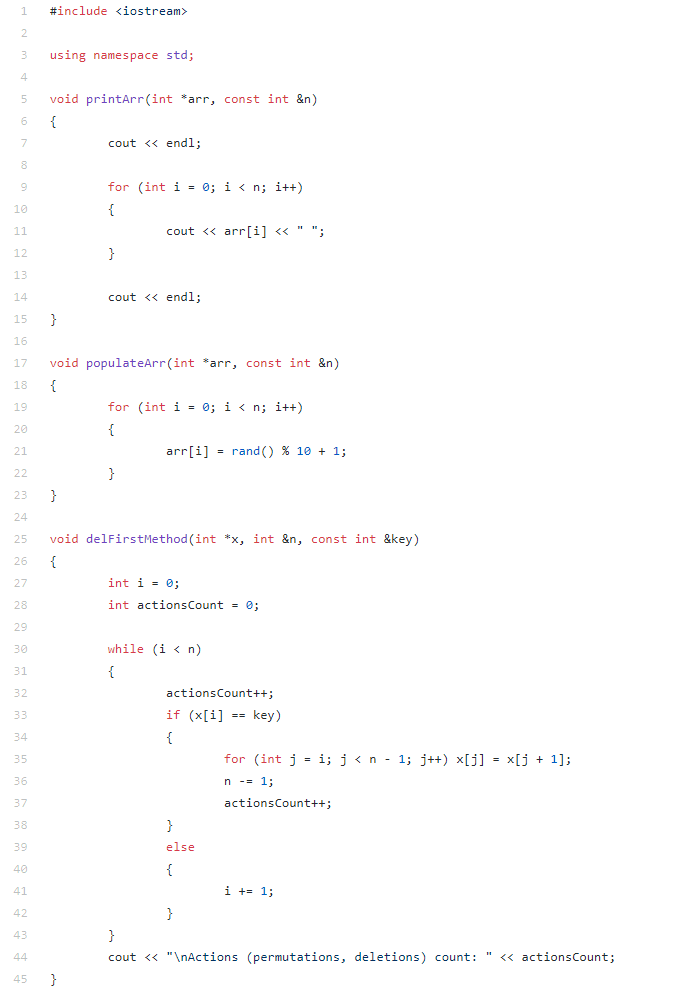 1 #include <iostream>
2
3 using namespace std;
4
5 void printArr(int *arr, const int &n)
6 {
7 cout << endl;
8
9 for (int i = 0; i < n; i++)
10 {
11 cout << arr[i] << " ";
12 }
13
14 cout << endl;
15 }
16
17 void populateArr(int *arr, const int &n)
18 {
19 for (int i = 0; i < n; i++)
20 {
21 arr[i] = rand() % 10 + 1;
22 }
23 }
24
25 void delFirstMethod(int *x, int &n, const int &key)
26 {
27 int i = 0;
28 int actionsCount = 0;
29
30 while (i < n)
31 {
32 actionsCount++;
33 if (x[i] == key)
34 {
35 for (int j = i; j < n - 1; j++) x[j] = x[j + 1];
36 n -= 1;
37 actionsCount++;
38 }
39 else
40 {
41 i += 1;
42 }
43 }
44 cout << "\nActions (permutations, deletions) count: " << actionsCount;
45 }